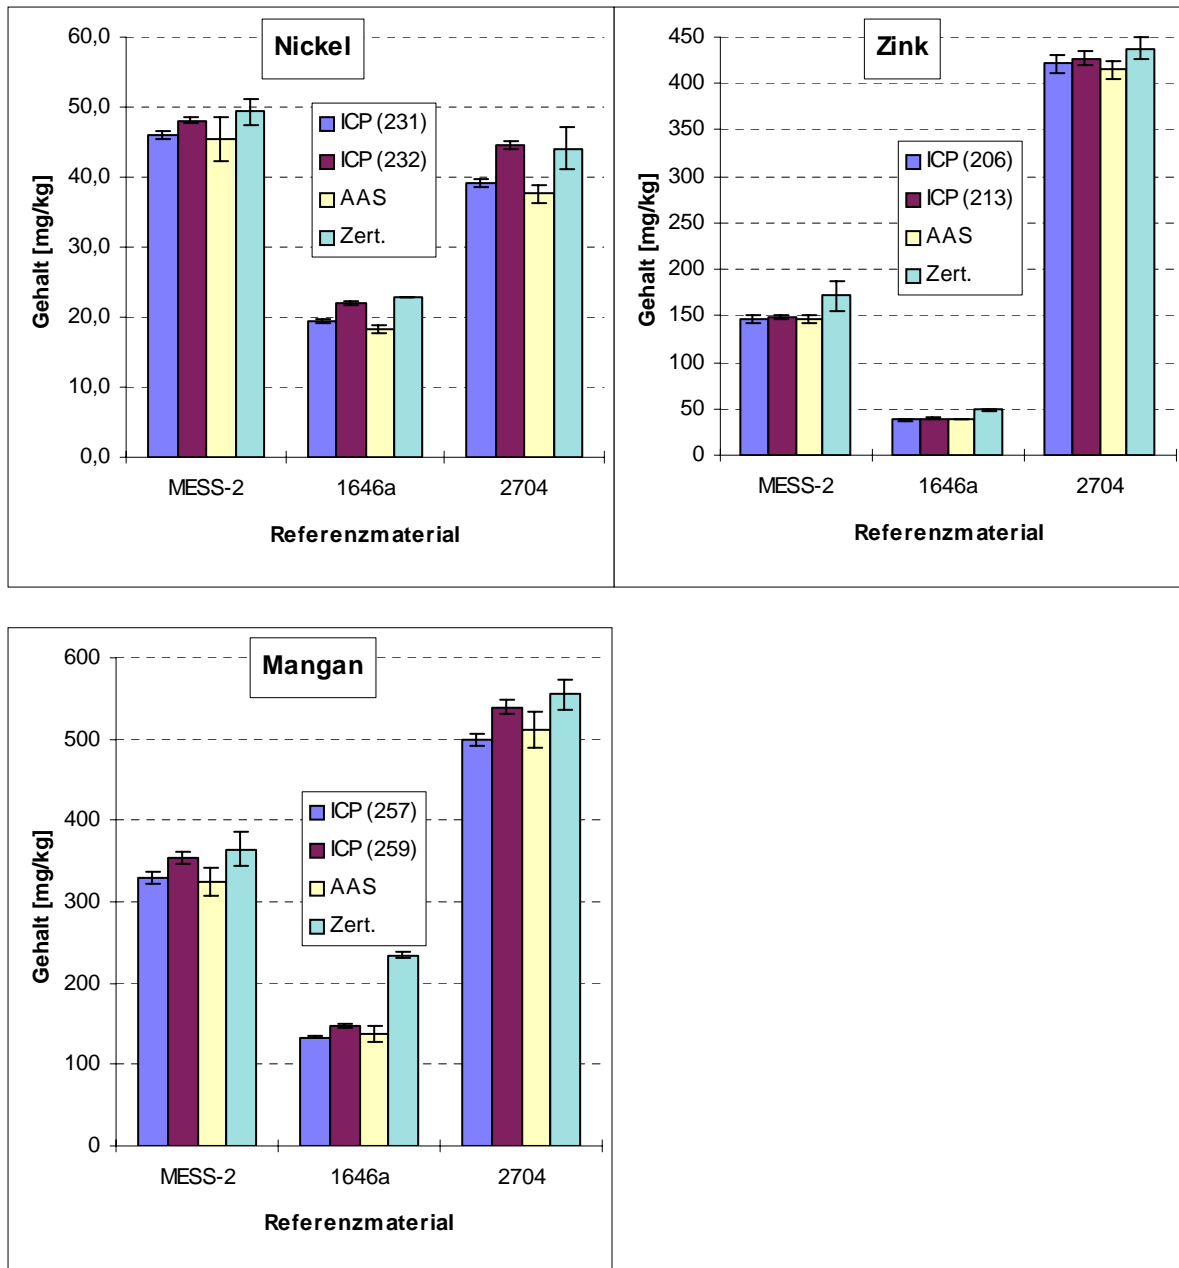 Nickel
60,0
50,0
40,0
30,0
20,0
10,0
0,0
Gehalt [mg/kg]
ICP (231)
ICP (232)
AAS
Zert.
MESS-2 1646a 2704
Referenzmaterial
Zink
450
400
350
300
250
200
150
100
50
0
Gehalt [mg/kg]
ICP (206)
ICP (213)
AAS
Zert.
MESS-2 1646a 2704
Referenzmaterial
Mangan
600
500
400
300
200
100
0
Gehalt [mg/kg]
ICP (257)
ICP (259)
AAS
Zert.
MESS-2 1646a 2704
Referenzmaterial